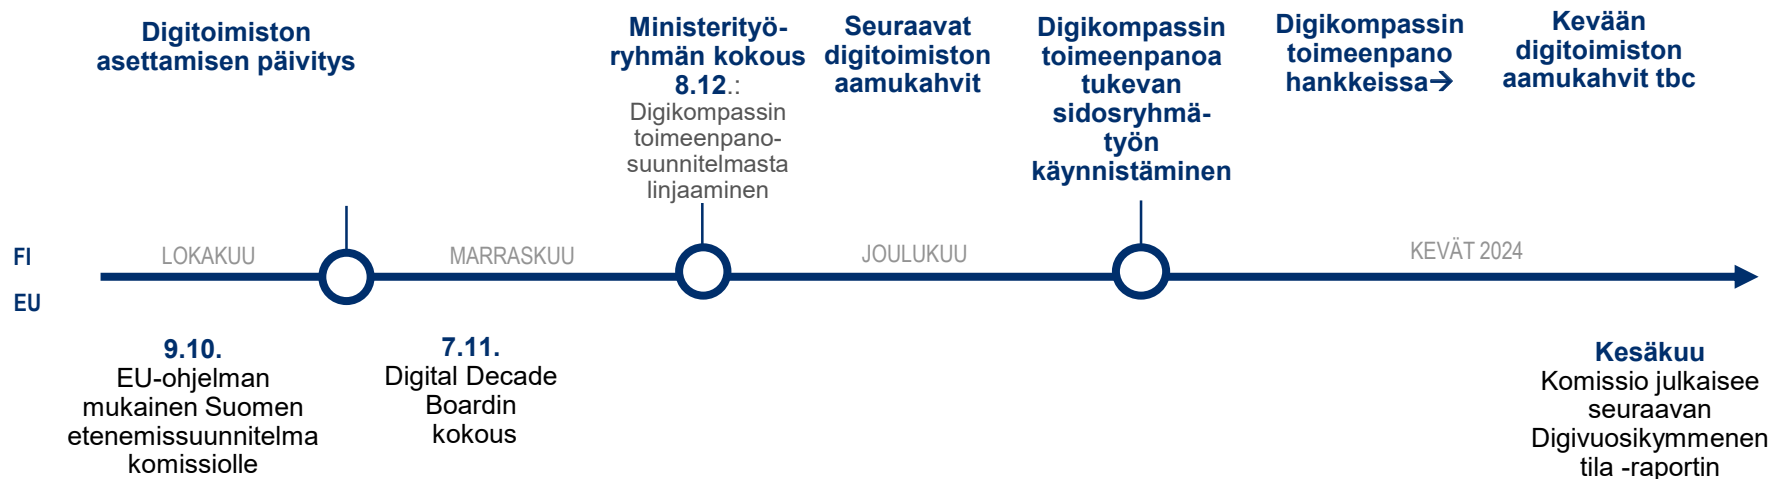 Digitoimiston
asettamisen päivitys
Ministerityö-
ryhmän kokous
8.12.:
Digikompassin
toimeenpano-
suunnitelmasta
linjaaminen
Seuraavat
digitoimiston
aamukahvit
Digikompassin
toimeenpanoa
tukevan
sidosryhmä-
työn
käynnistäminen
Digikompassin
toimeenpano
hankkeissa→
Kevään
digitoimiston
aamukahvit tbc
FI
LOKAKUU
MARRASKUU
JOULUKUU
KEVÄT 2024
EU
9.10.
EU-ohjelman
mukainen Suomen
etenemissuunnitelma
komissiolle
7.11.
Digital Decade
Boardin
kokous
Kesäkuu
Komissio julkaisee
seuraavan
Digivuosikymmenen
tila -raportin